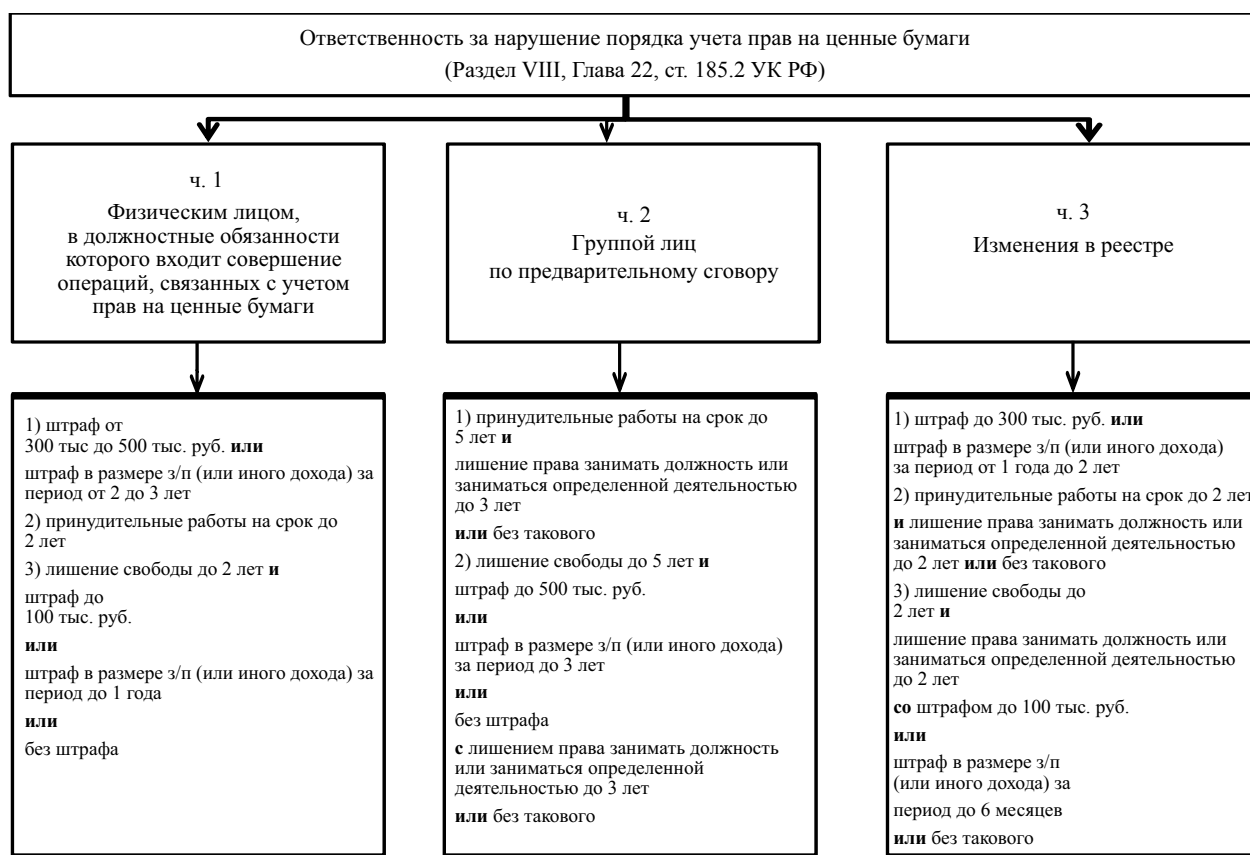 Ответственность за нарушение порядка учета прав на ценные бумаги
(Раздел VIII, Глава 22, ст. 185.2 УК РФ)
ч. 1
Физическим лицом,
в должностные обязанности
которого входит совершение
операций, связанных с учетом
прав на ценные бумаги
ч. 2
Группой лиц
по предварительному сговору
ч. 3
Изменения в реестре
1) штраф от
300 тыс до 500 тыс. руб. или
штраф в размере з/п (или иного дохода) за
период от 2 до 3 лет
2) принудительные работы на срок до
2 лет
3) лишение свободы до 2 лет и
штраф до
100 тыс. руб.
или
штраф в размере з/п (или иного дохода) за
период до 1 года
или
без штрафа
1) принудительные работы на срок до
5 лет и
лишение права занимать должность или
заниматься определенной деятельностью
до 3 лет
или без такового
2) лишение свободы до 5 лет и
штраф до 500 тыс. руб.
или
штраф в размере з/п (или иного дохода)
за период до 3 лет
или
без штрафа
с лишением права занимать должность
или заниматься определенной
деятельностью до 3 лет
или без такового
1) штраф до 300 тыс. руб. или
штраф в размере з/п (или иного дохода)
за период от 1 года до 2 лет
2) принудительные работы на срок до 2 лет
и лишение права занимать должность или
заниматься определенной деятельностью
до 2 лет или без такового
3) лишение свободы до
2 лет и
лишение права занимать должность или
заниматься определенной деятельностью
до 2 лет
со штрафом до 100 тыс. руб.
или
штраф в размере з/п
(или иного дохода) за
период до 6 месяцев
или без такового